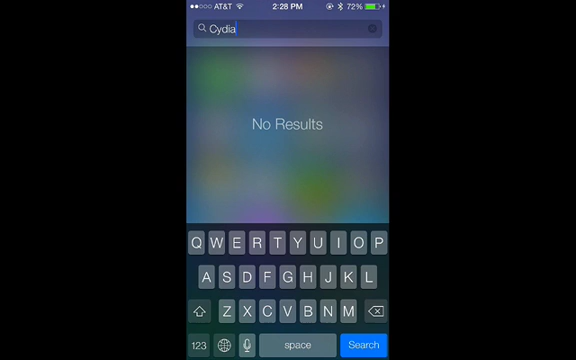 AT&T 2:28 PM 72%
Cydia
No Results
Q W E R T Y U I O P
A S D F G H J K L
Z X C V B N M
123 space Search